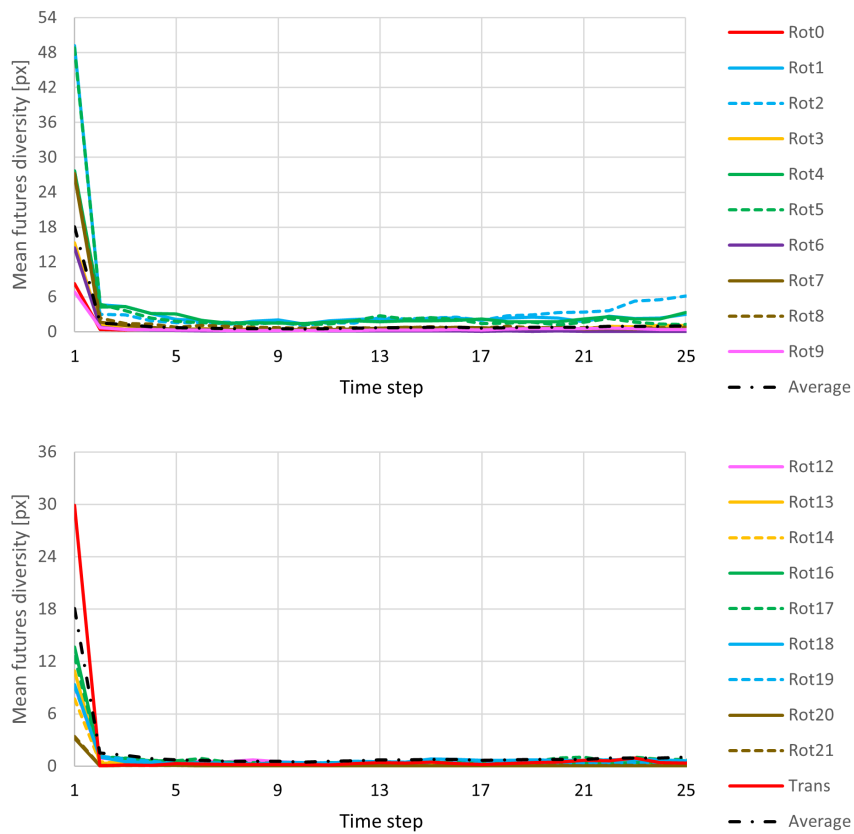 Mean futures diversity [px]
54
48
42
36
30
24
18
12
6
0
1 5 9 13 17 21 25
Time step
Rot0
Rot1
Rot2
Rot3
Rot4
Rot5
Rot6
Rot7
Rot8
Rot9
Average
Mean futures diversity [px]
36
30
24
18
12
6
0
1 5 9 13 17 21 25
Time step
Rot12
Rot13
Rot14
Rot16
Rot17
Rot18
Rot19
Rot20
Rot21
Trans
Average